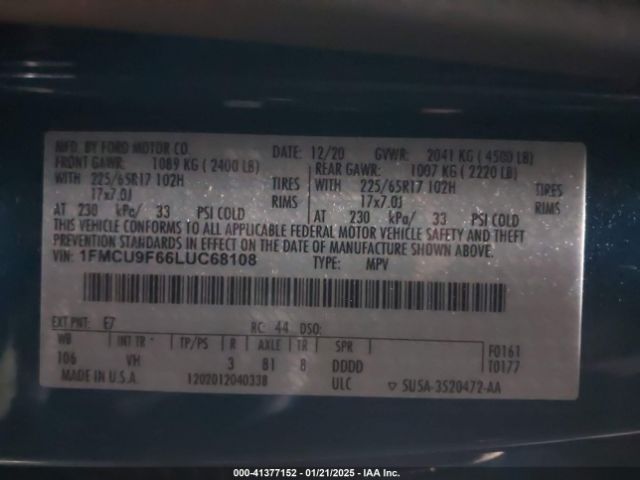 MFD. BY FORD MOTOR CO. DATE: 12/20 GVWR: 2041 KG ( 4500 LB)
FRONT GAWR: 1089 KG ( 2400 LB) REAR GAWR: 1007 KG ( 2220 LB)
WITH 225/65R17 102H TIRES WITH 225/65R17 102H TIRES
17x7.0J RIMS 17x7.0J RIMS
AT 230 kPa/ 33 PSI COLD AT 230 kPa/ 33 PSI COLD
THIS VEHICLE CONFORMS TO ALL APPLICABLE FEDERAL MOTOR VEHICLE SAFETY AND THEFT
PREVENTION STANDARDS IN EFFECT ON THE DATE OF MANUFACTURE SHOWN ABOVE.
VIN: 1FMCU9F66LUC68108 TYPE: MPV
EXT PNT: E7 RC: 44 DSO:
WB INT TR TP/PS R AXLE TR SPR F0161
106 VH 3 81 8 DDDD T0177
MADE IN U.S.A. 1202012040338 ULC ▽ 5USA-3520472-AA
000-41377152 - 01/21/2025 - IAA Inc.